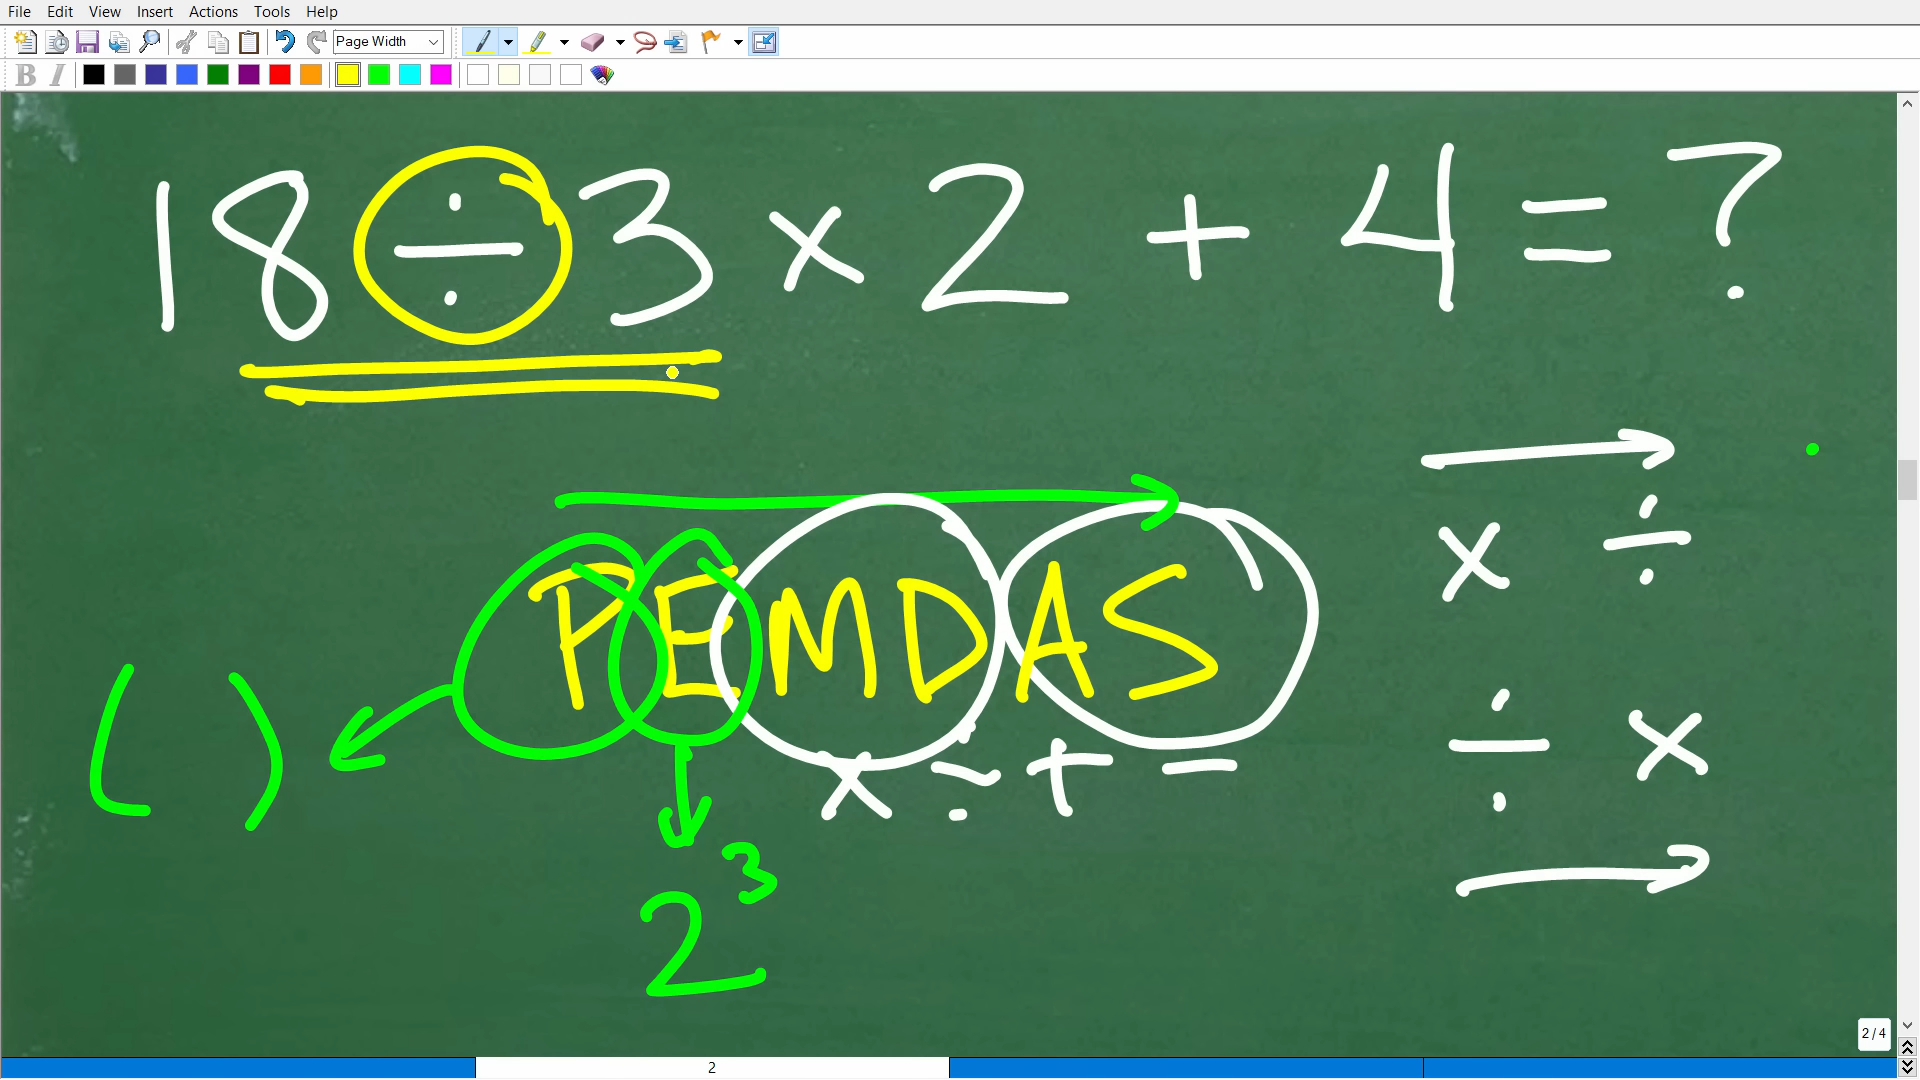 File Edit View Insert Actions Tools Help
Page Width
B I
18 ÷ 3 x 2 + 4 = ?
PEMDAS
x ÷
( )
÷ x
x ÷ + −
2³
2 / 4
2